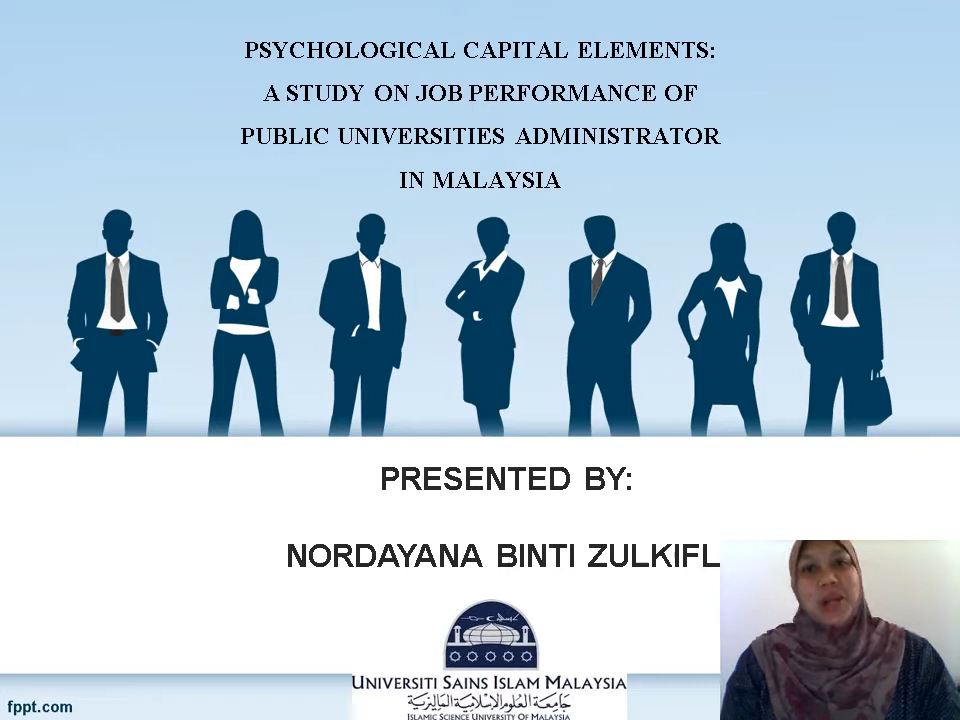 PSYCHOLOGICAL CAPITAL ELEMENTS:
A STUDY ON JOB PERFORMANCE OF
PUBLIC UNIVERSITIES ADMINISTRATOR
IN MALAYSIA
PRESENTED BY:
NORDAYANA BINTI ZULKIFL
UNIVERSITI SAINS ISLAM MALAYSIA
جامعة العلوم الإسلامية الماليزية
ISLAMIC SCIENCE UNIVERSITY OF MALAYSIA
fppt.com